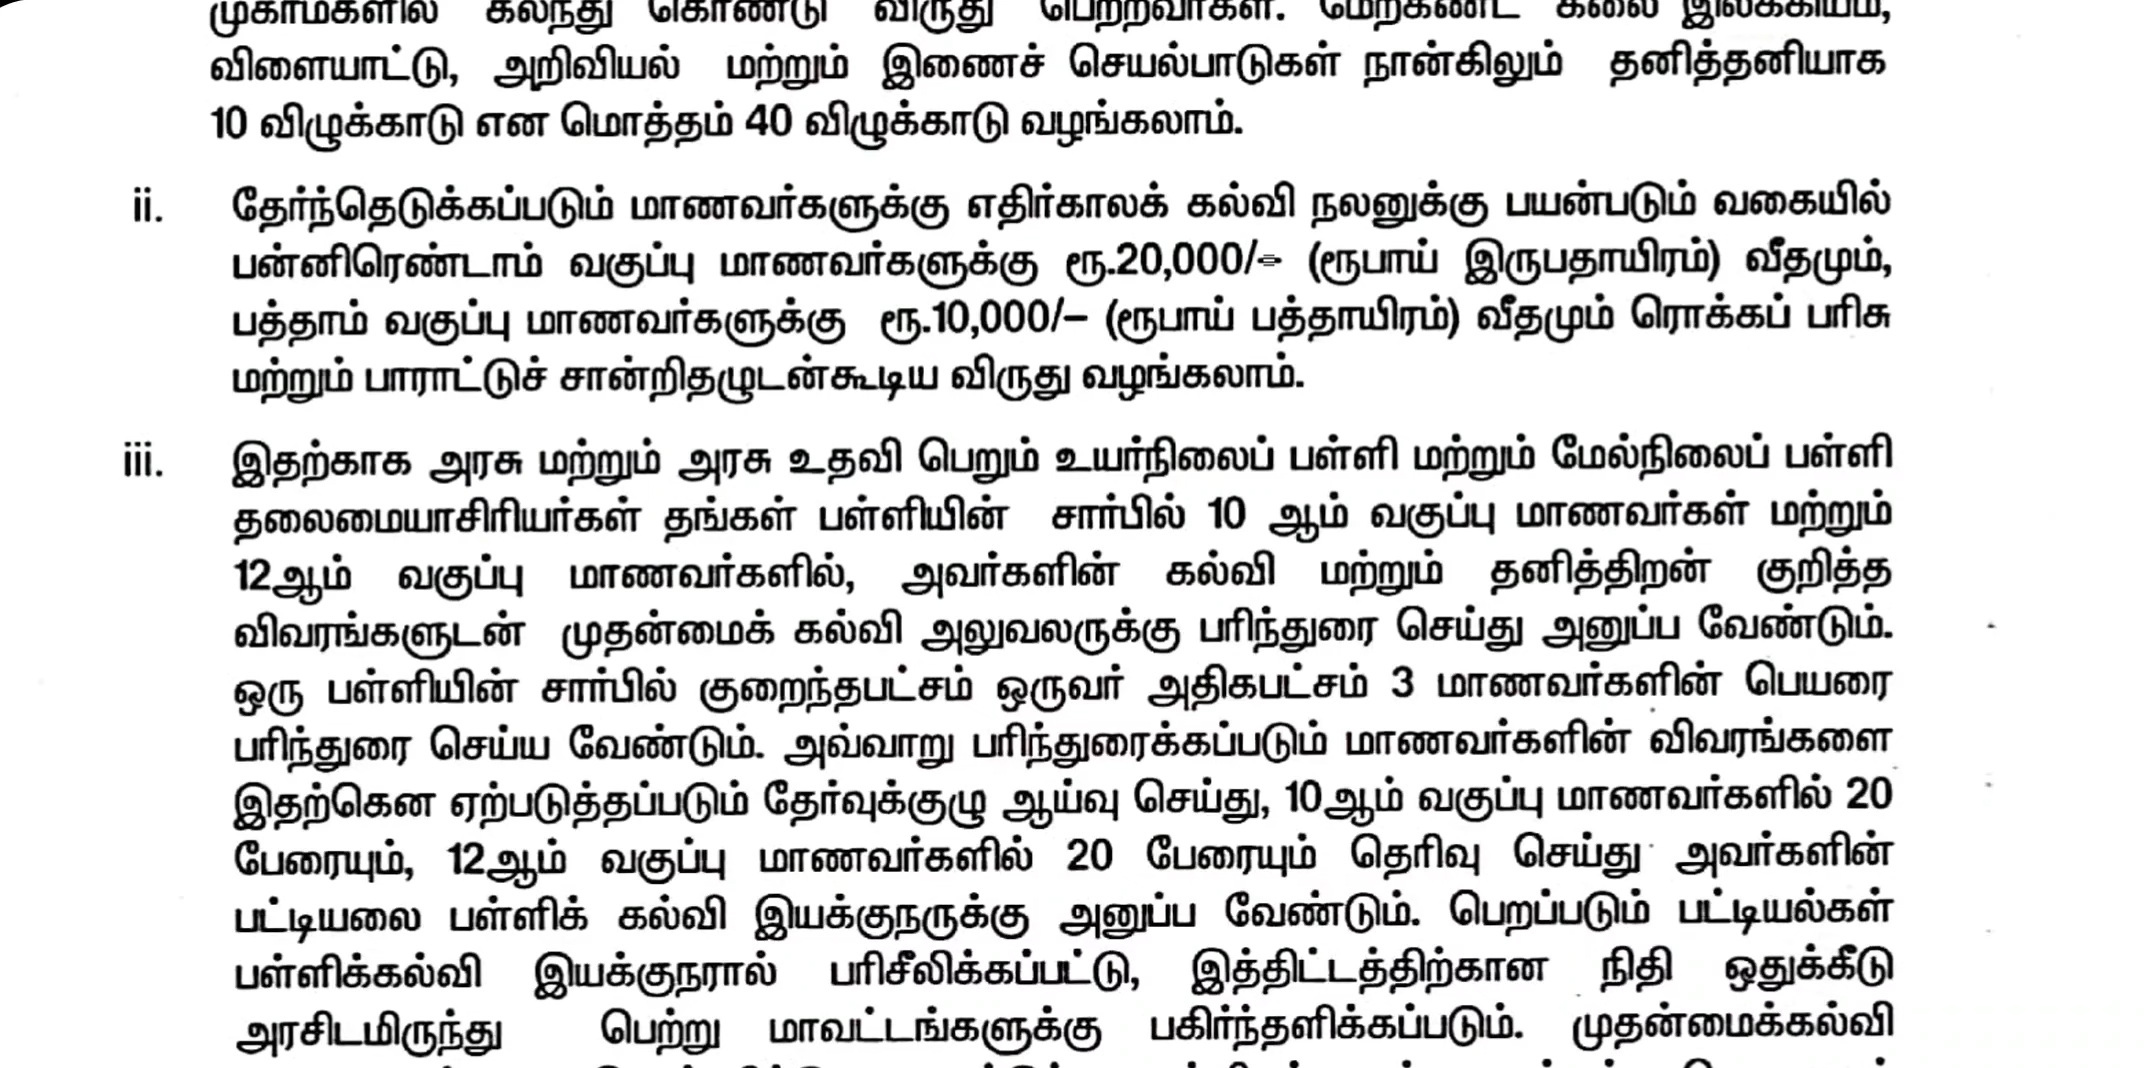 முகாம்களில் கலந்து கொண்டு விருது பெற்றவர்கள். மேற்கண்ட கலை இலக்கியம்,
விளையாட்டு, அறிவியல் மற்றும் இணைச் செயல்பாடுகள் நான்கிலும் தனித்தனியாக
10 விழுக்காடு என மொத்தம் 40 விழுக்காடு வழங்கலாம்.
ii. தேர்ந்தெடுக்கப்படும் மாணவர்களுக்கு எதிர்காலக் கல்வி நலனுக்கு பயன்படும் வகையில்
பன்னிரெண்டாம் வகுப்பு மாணவர்களுக்கு ரூ.20,000/- (ரூபாய் இருபதாயிரம்) வீதமும்,
பத்தாம் வகுப்பு மாணவர்களுக்கு ரூ.10,000/– (ரூபாய் பத்தாயிரம்) வீதமும் ரொக்கப் பரிசு
மற்றும் பாராட்டுச் சான்றிதழுடன்கூடிய விருது வழங்கலாம்.
iii. இதற்காக அரசு மற்றும் அரசு உதவி பெறும் உயர்நிலைப் பள்ளி மற்றும் மேல்நிலைப் பள்ளி
தலைமையாசிரியர்கள் தங்கள் பள்ளியின் சார்பில் 10 ஆம் வகுப்பு மாணவர்கள் மற்றும்
12ஆம் வகுப்பு மாணவர்களில், அவர்களின் கல்வி மற்றும் தனித்திறன் குறித்த
விவரங்களுடன் முதன்மைக் கல்வி அலுவலருக்கு பரிந்துரை செய்து அனுப்ப வேண்டும்.
ஒரு பள்ளியின் சார்பில் குறைந்தபட்சம் ஒருவர் அதிகபட்சம் 3 மாணவர்களின் பெயரை
பரிந்துரை செய்ய வேண்டும். அவ்வாறு பரிந்துரைக்கப்படும் மாணவர்களின் விவரங்களை
இதற்கென ஏற்படுத்தப்படும் தேர்வுக்குழு ஆய்வு செய்து, 10ஆம் வகுப்பு மாணவர்களில் 20
பேரையும், 12ஆம் வகுப்பு மாணவர்களில் 20 பேரையும் தெரிவு செய்து அவர்களின்
பட்டியலை பள்ளிக் கல்வி இயக்குநருக்கு அனுப்ப வேண்டும். பெறப்படும் பட்டியல்கள்
பள்ளிக்கல்வி இயக்குநரால் பரிசீலிக்கப்பட்டு, இத்திட்டத்திற்கான நிதி ஒதுக்கீடு
அரசிடமிருந்து பெற்று மாவட்டங்களுக்கு பகிர்ந்தளிக்கப்படும். முதன்மைக்கல்வி